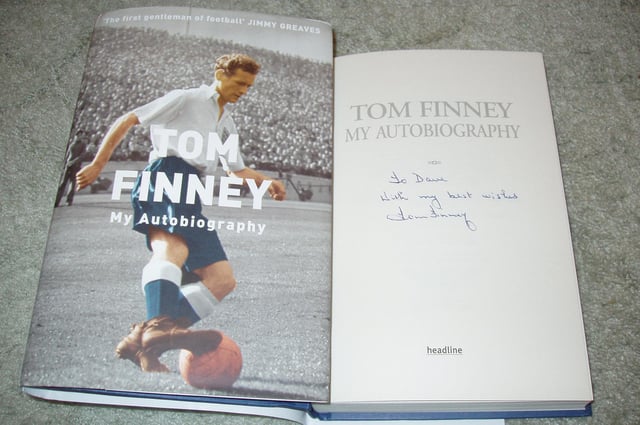 'The first gentleman of football' JIMMY GREAVES
TOM
FINNEY
My Autobiography
TOM FINNEY
MY AUTOBIOGRAPHY
To Dave
With my best wishes
Tom Finney
headline